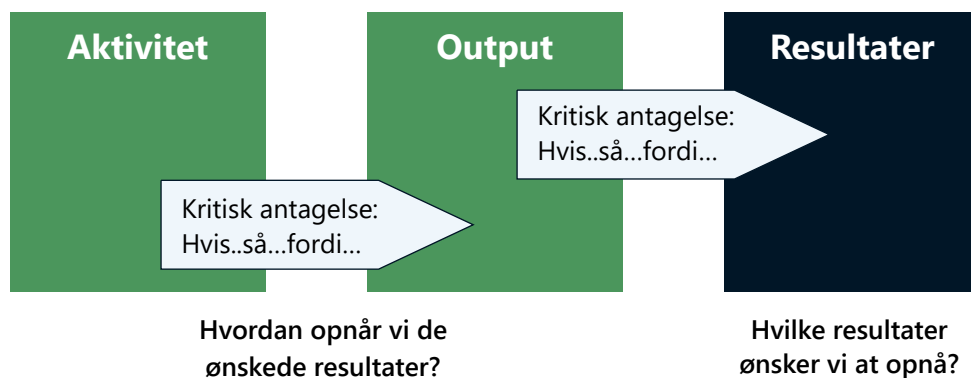 Aktivitet
Output
Resultater
Kritisk antagelse:
Hvis..så...fordi...
Kritisk antagelse:
Hvis..så...fordi...
Hvordan opnår vi de
ønskede resultater?
Hvilke resultater
ønsker vi at opnå?